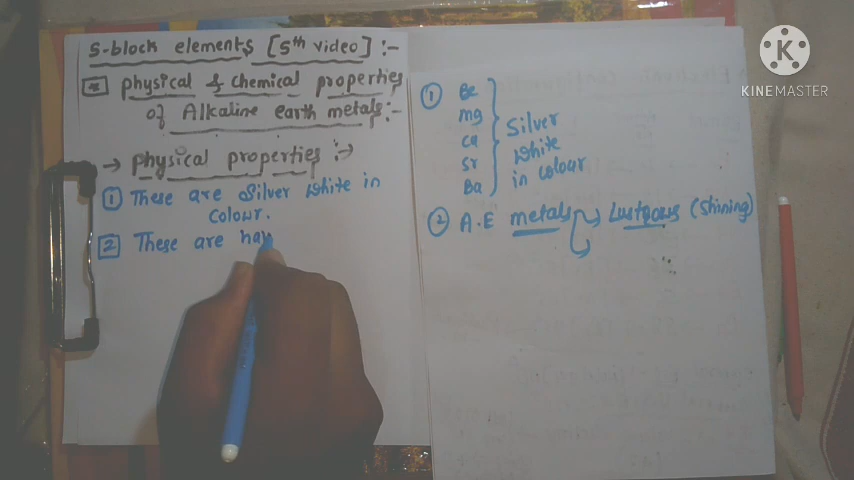 S-block elements [5th video] :-
* physical & chemical properties
of Alkaline earth metals :-
→ physical properties :→
1 These are Silver white in
colour.
2 These are hav
1 Be
mg
ca
sr
Ba
Silver
white
in colour
2 A.E metals → Lustrous (Shining)
K
KINEMASTER